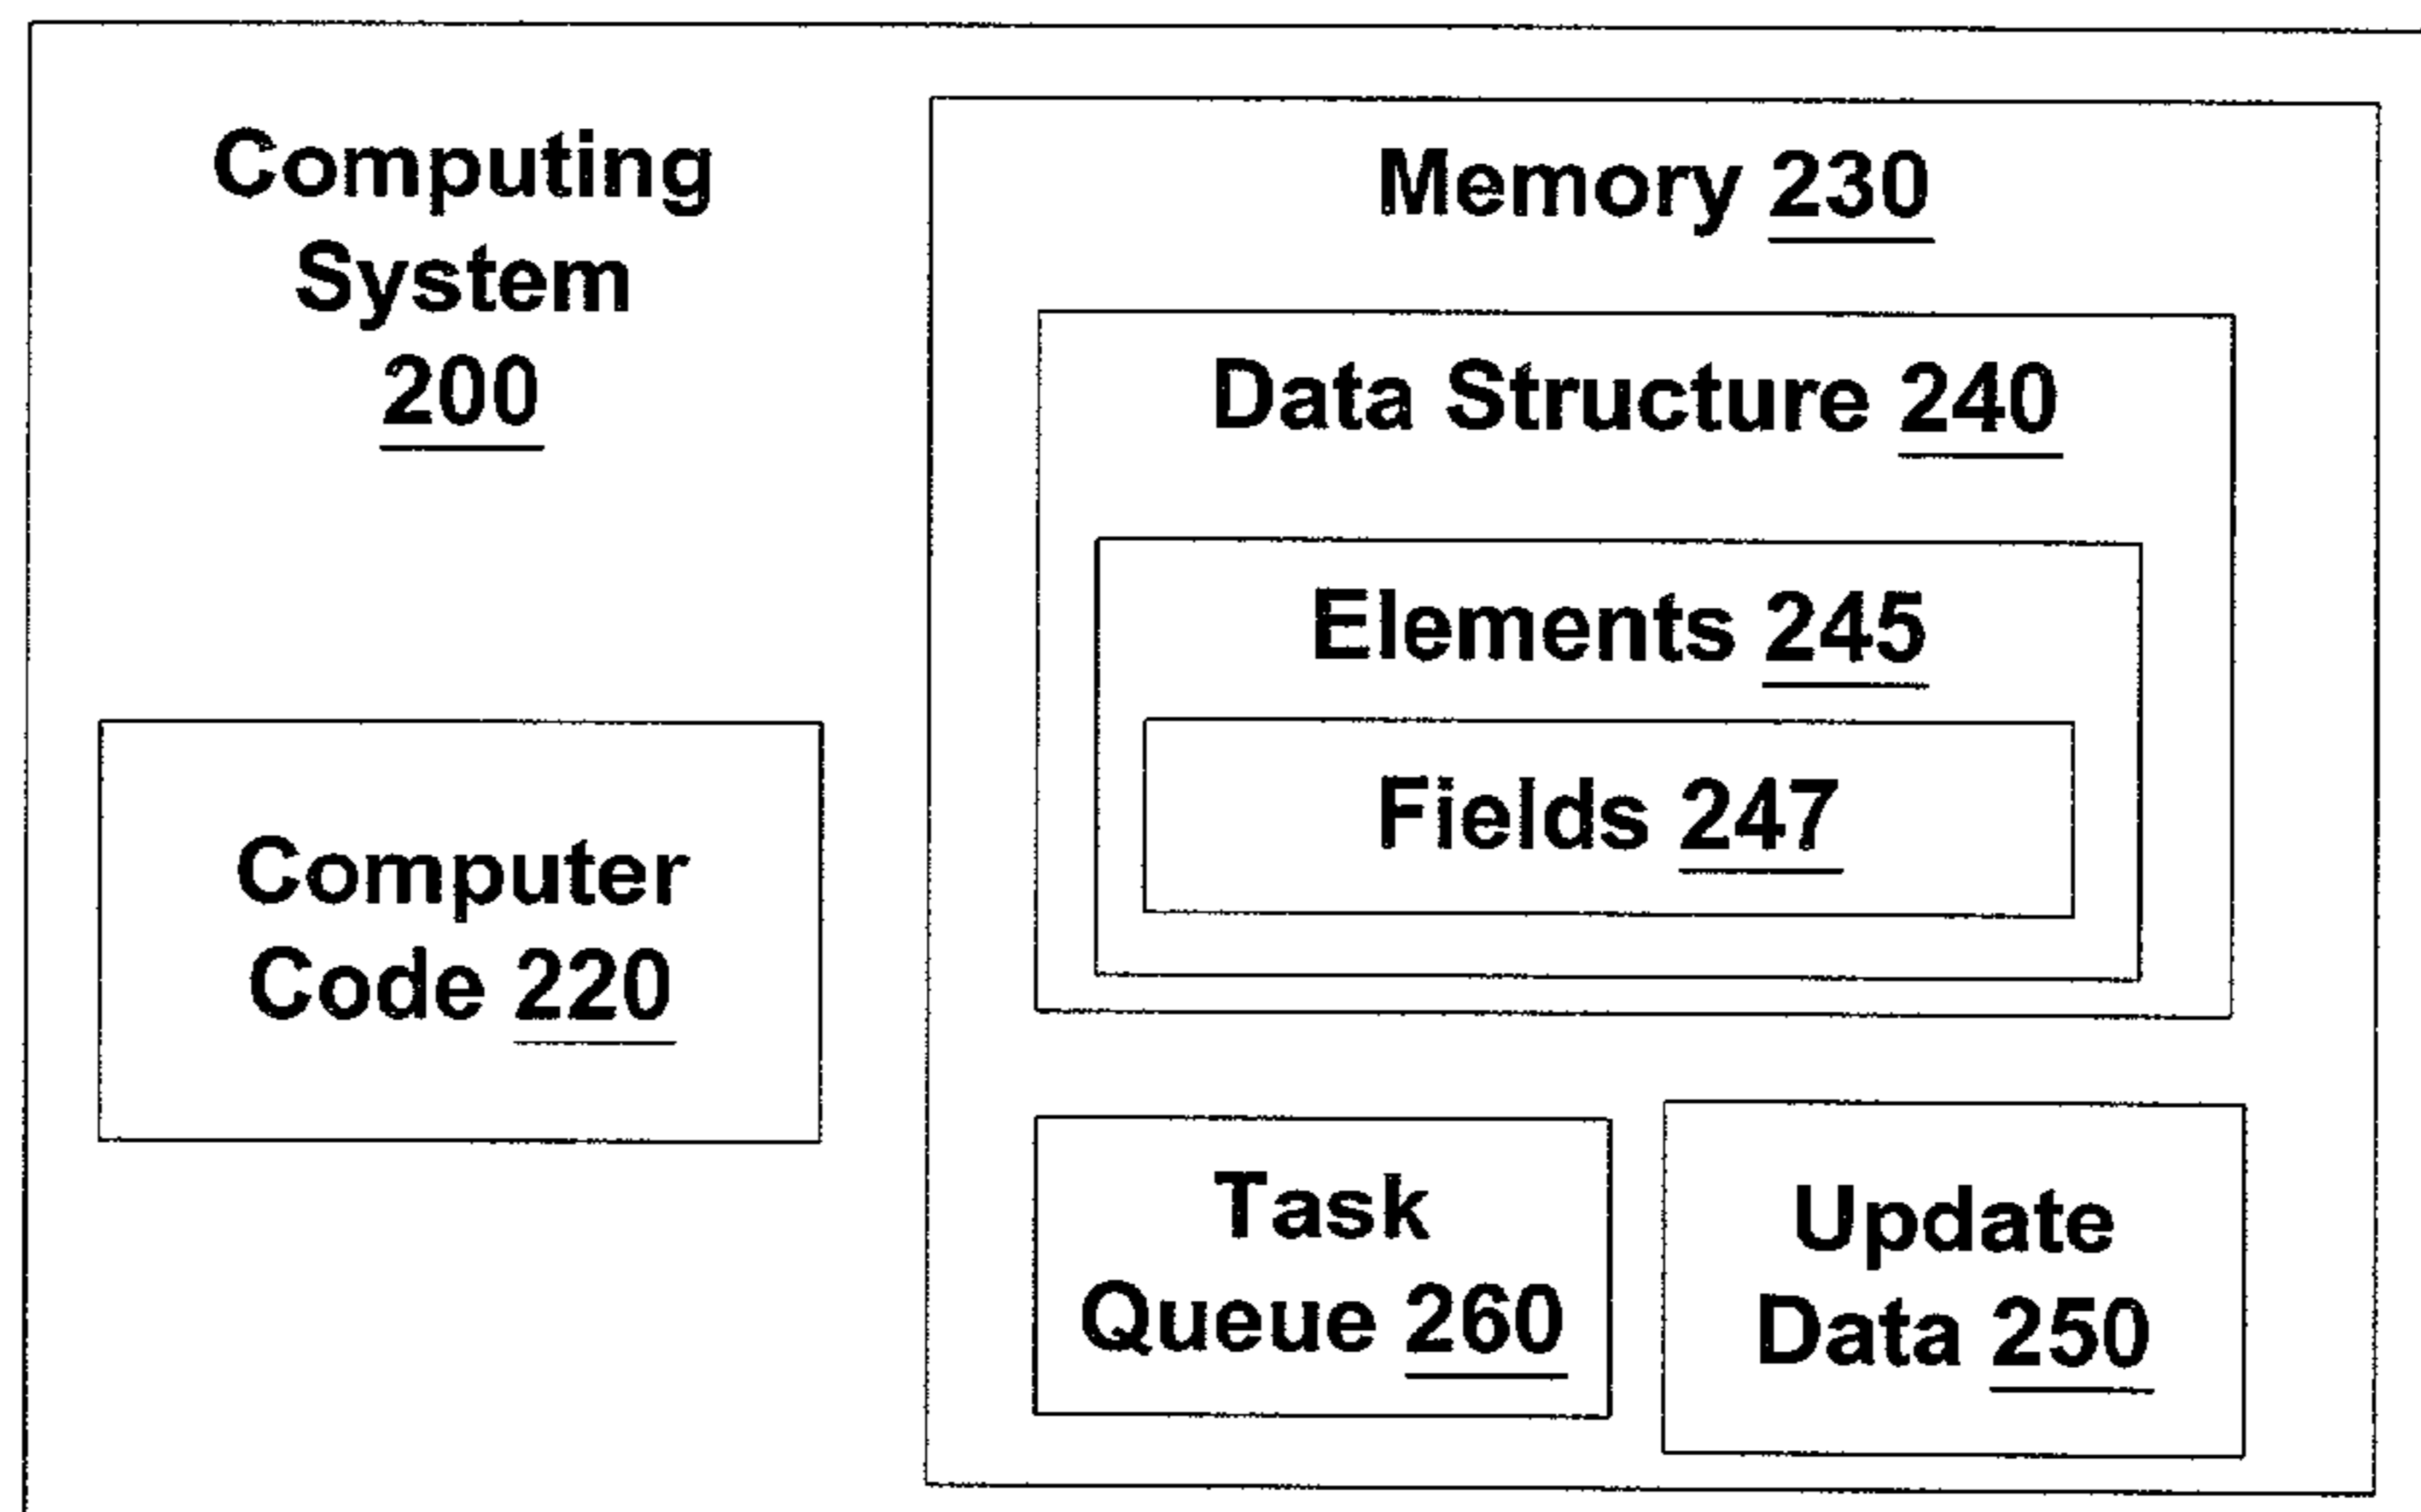 Computing
System
200
Memory 230
Data Structure 240
Elements 245
Fields 247
Computer
Code 220
Task
Queue 260
Update
Data 250